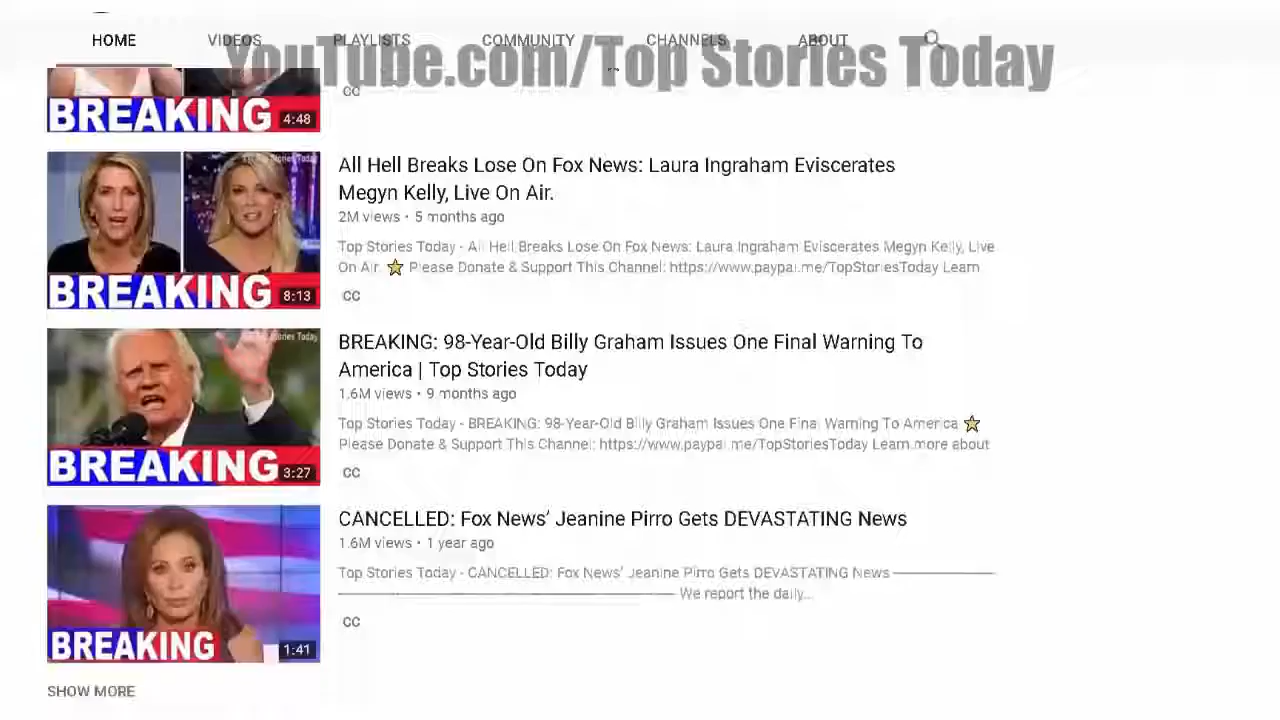 HOME VIDEOS PLAYLISTS COMMUNITY CHANNELS ABOUT
YouTube.com/Top Stories Today
CC
BREAKING 4:48
All Hell Breaks Lose On Fox News: Laura Ingraham Eviscerates
Megyn Kelly, Live On Air.
2M views • 5 months ago
Top Stories Today - All Hell Breaks Lose On Fox News: Laura Ingraham Eviscerates Megyn Kelly, Live
On Air. ⭐ Please Donate & Support This Channel: https://www.paypal.me/TopStoriesToday Learn
CC
Stories Today
BREAKING 8:13
BREAKING: 98-Year-Old Billy Graham Issues One Final Warning To
America | Top Stories Today
1.6M views • 9 months ago
Top Stories Today - BREAKING: 98-Year-Old Billy Graham Issues One Final Warning To America ⭐
Please Donate & Support This Channel: https://www.paypal.me/TopStoriesToday Learn more about
CC
Stories Today
BREAKING 3:27
CANCELLED: Fox News’ Jeanine Pirro Gets DEVASTATING News
1.6M views • 1 year ago
Top Stories Today - CANCELLED: Fox News’ Jeanine Pirro Gets DEVASTATING News
We report the daily...
CC
BREAKING 1:41
SHOW MORE